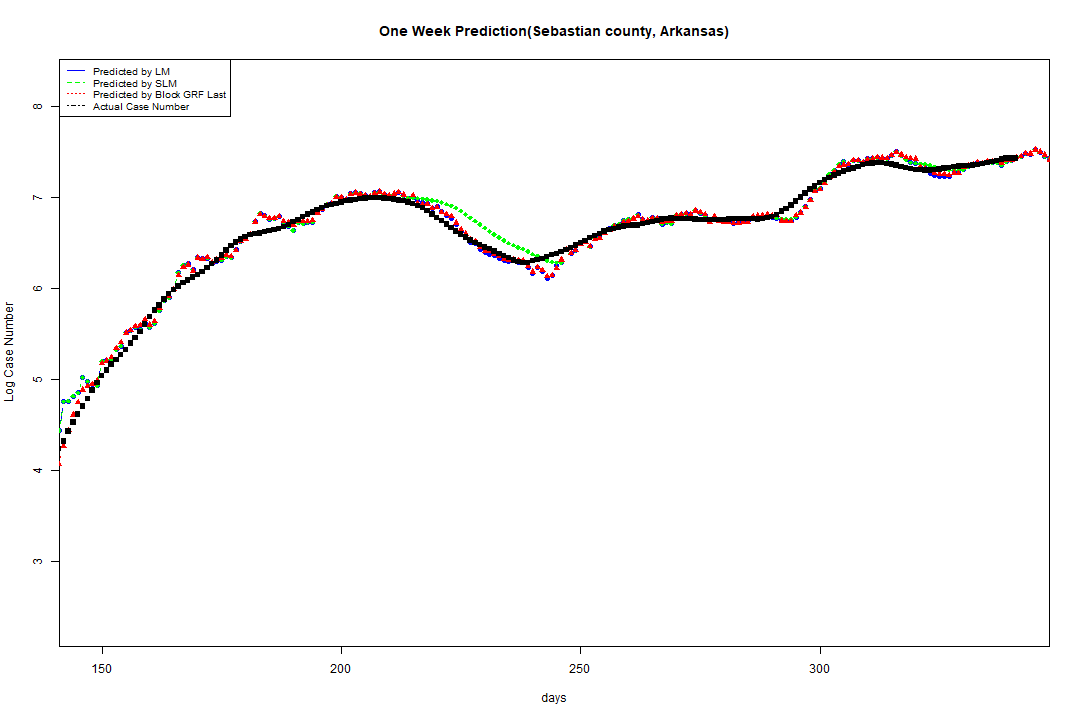 One Week Prediction(Sebastian county, Arkansas)
Predicted by LM
Predicted by SLM
Predicted by Block GRF Last
Actual Case Number
8
7
6
5
4
3
Log Case Number
150 200 250 300
days